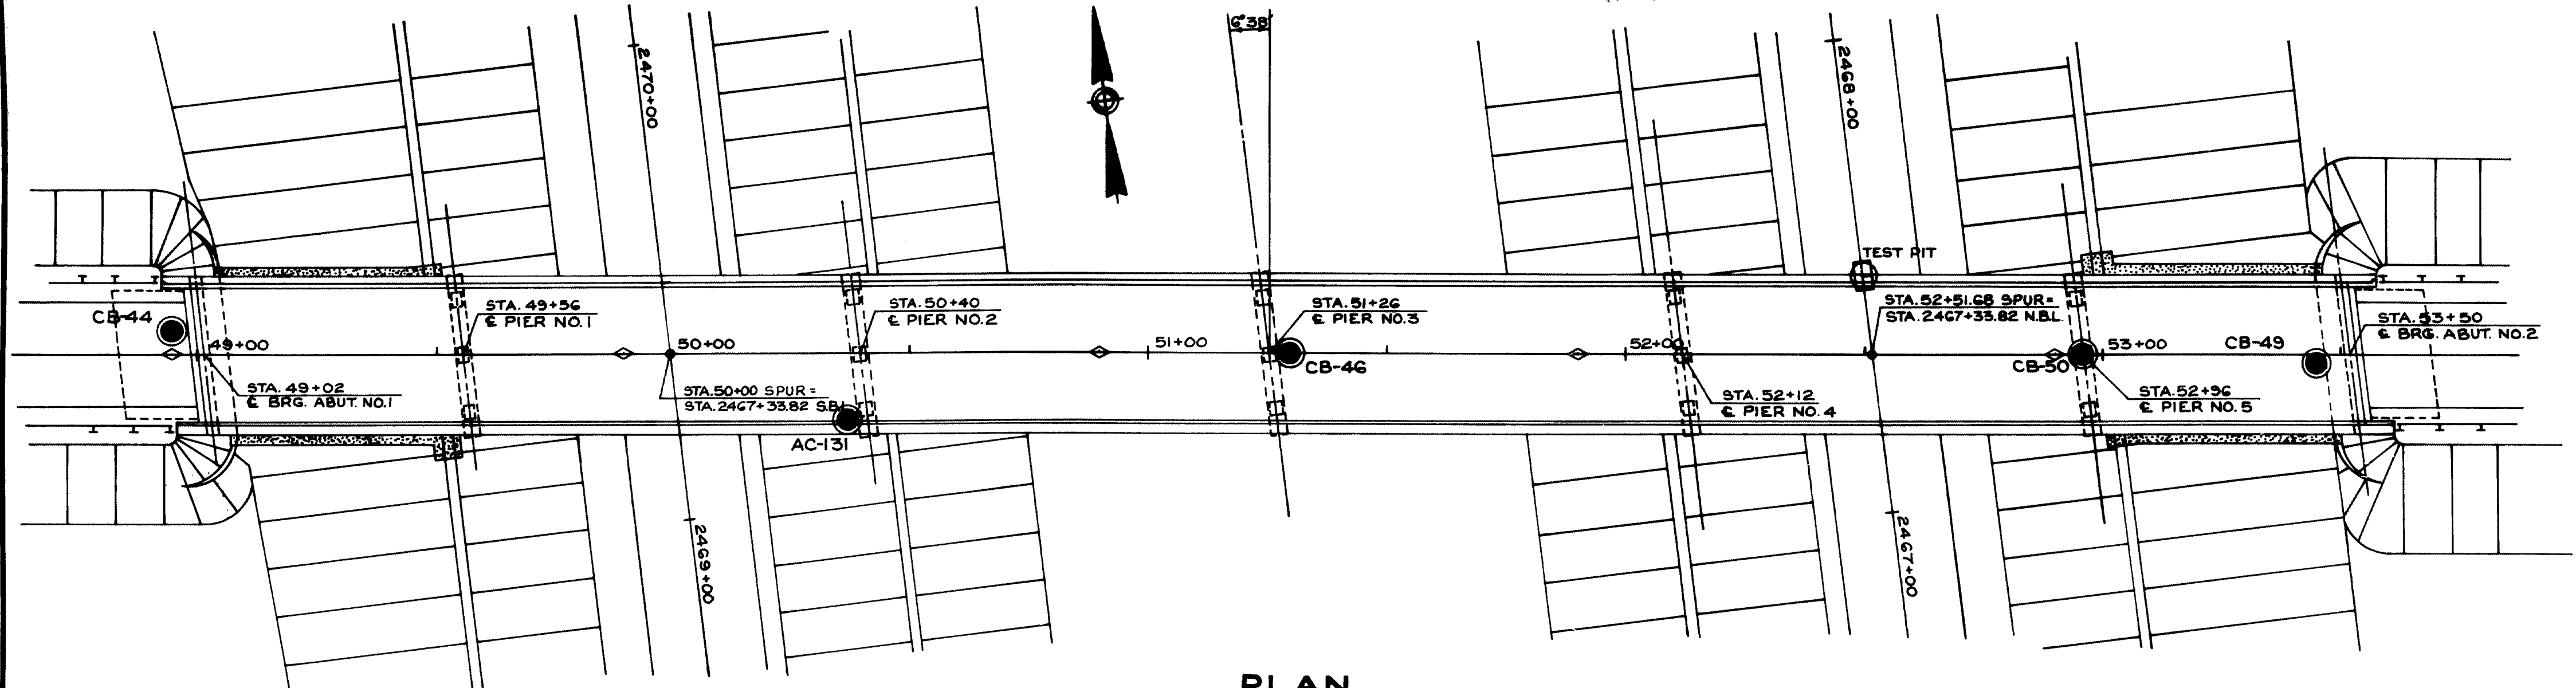 6°38'
2470+00
2468+00
TEST PIT
STA. 49+56
℄ PIER NO.1
STA. 50+40
℄ PIER NO.2
STA. 51+26
℄ PIER NO.3
STA. 52+51.68 SPUR=
STA. 2467+33.82 N.B.L.
STA. 53+50
℄ BRG. ABUT. NO.2
CB-44
49+00
50+00
51+00
52+00
53+00
CB-49
CB-46
CB-50
STA. 49+02
℄ BRG. ABUT. NO.1
STA. 50+00 SPUR=
STA. 2467+33.82 S.B.L.
AC-131
STA. 52+12
℄ PIER NO.4
STA. 52+96
℄ PIER NO.5
2469+00
2467+00
PLAN